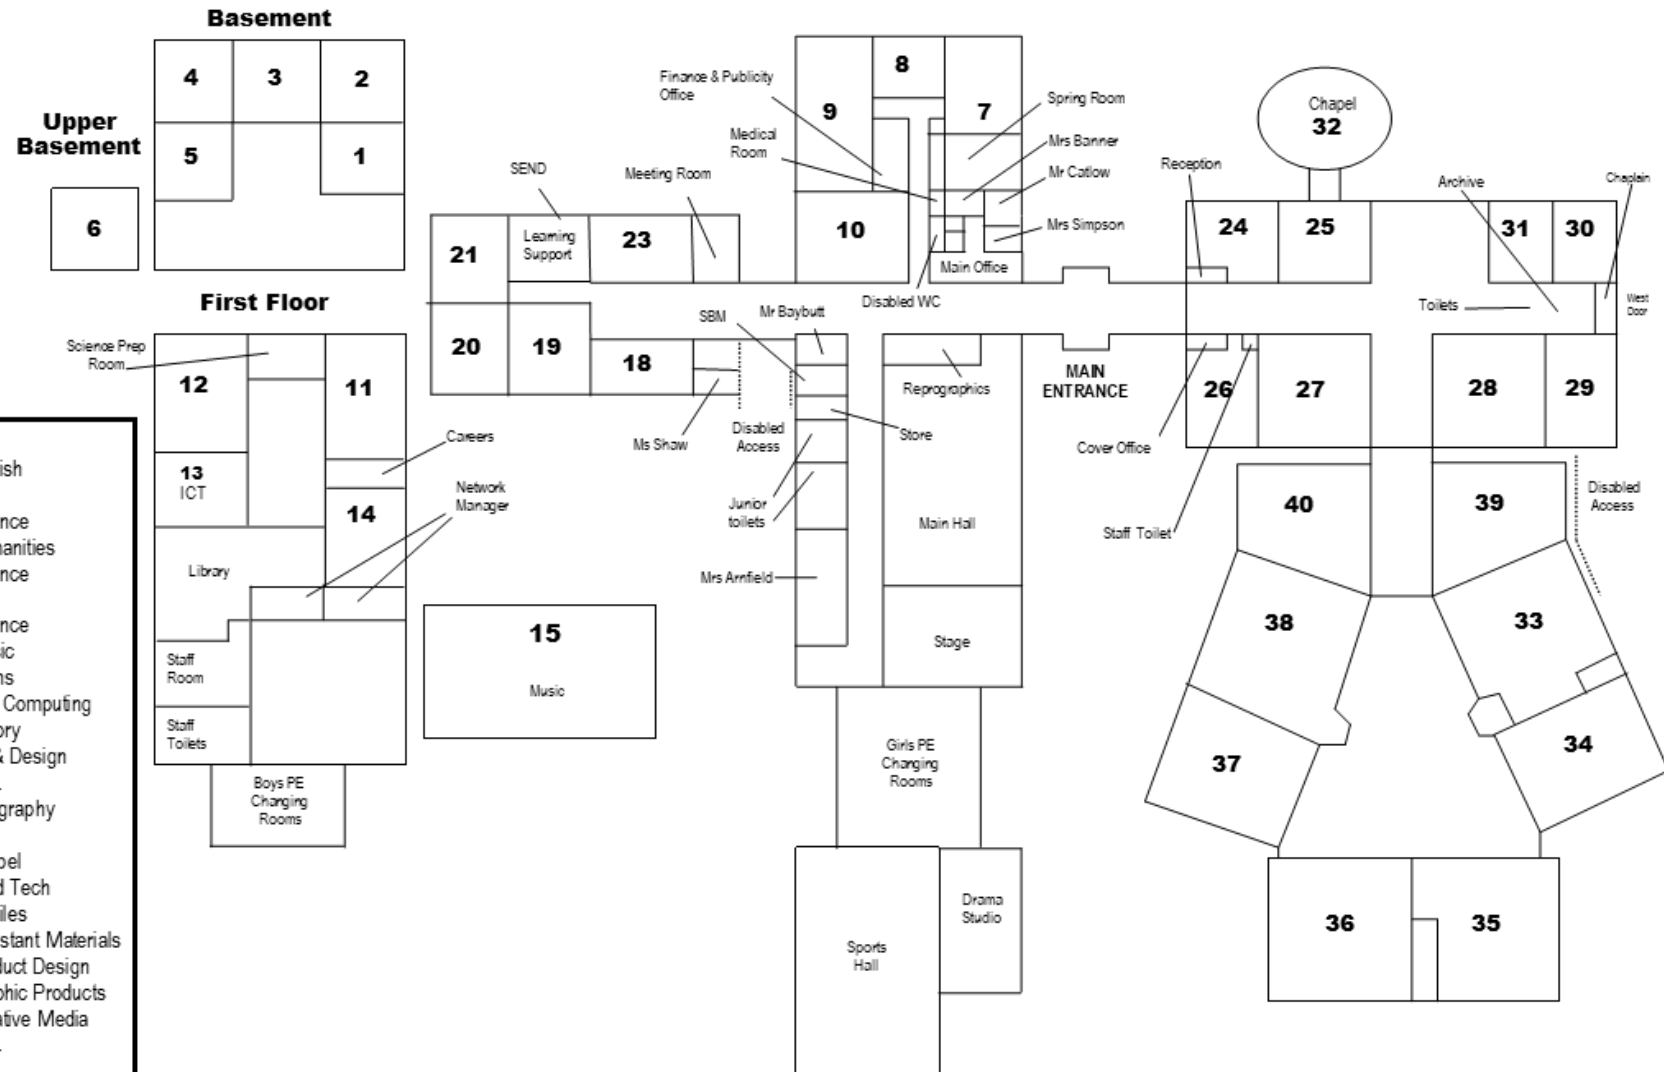 Basement
4
3
2
5
1
Upper
Basement
6
First Floor
Science Prep
Room
12
11
13
ICT
Careers
14
Network
Manager
Library
Staff
Room
Staff
Toilets
Boys PE
Changing
Rooms
15
Music
SEND
Meeting Room
21
Learning
Support
23
20
19
18
Ms Shaw
Disabled
Access
Finance & Publicity
Office
Medical
Room
8
9
7
10
Spring Room
Mrs Banner
Mr Catlow
Mrs Simpson
Main Office
Disabled WC
SBM
Mr Baybutt
Reprographics
Store
Junior
toilets
Main Hall
Mrs Arnfield
Stage
Girls PE
Changing
Rooms
Sports
Hall
Drama
Studio
MAIN
ENTRANCE
Chapel
32
Reception
Archive
Chaplain
24
25
31
30
Toilets
West
Door
26
27
28
29
Cover Office
Staff Toilet
Disabled
Access
40
39
38
33
37
34
36
35
ish
nce
nanities
nce
nce
sic
ns
Computing
ory
& Design
graphy
pel
d Tech
tiles
istant Materials
duct Design
phic Products
ative Media